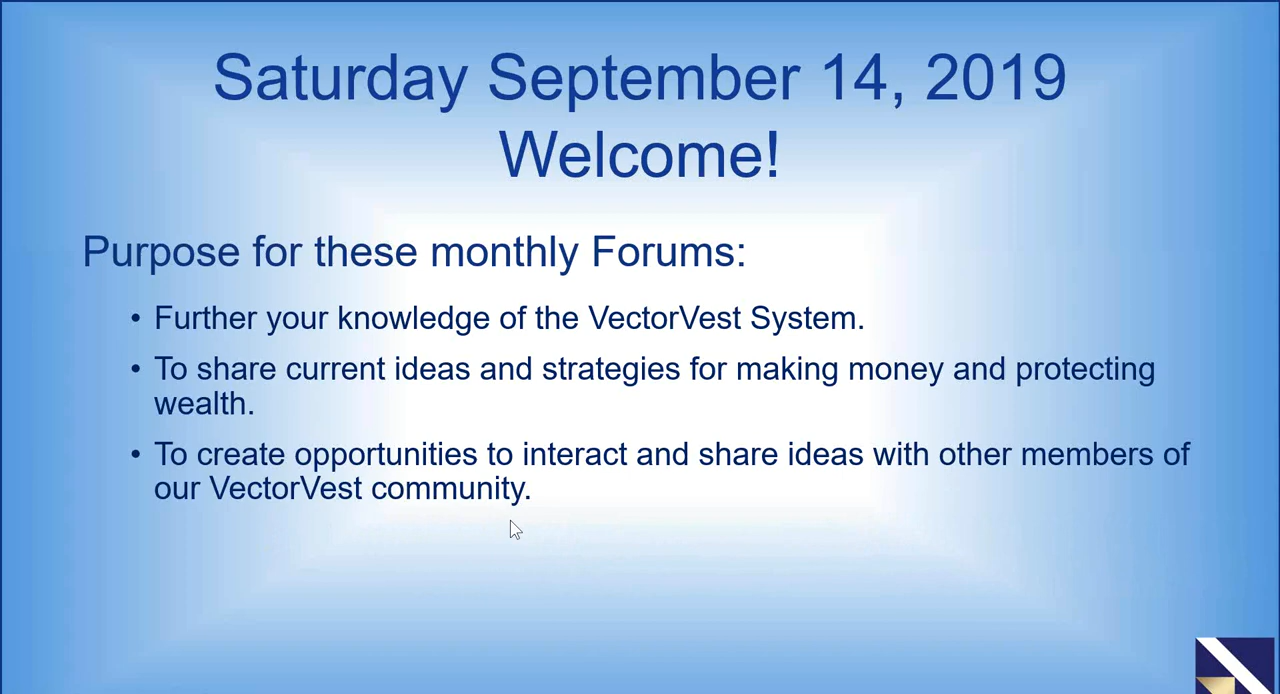 Saturday September 14, 2019
Welcome!
Purpose for these monthly Forums:
• Further your knowledge of the VectorVest System.
• To share current ideas and strategies for making money and protecting
wealth.
• To create opportunities to interact and share ideas with other members of
our VectorVest community.